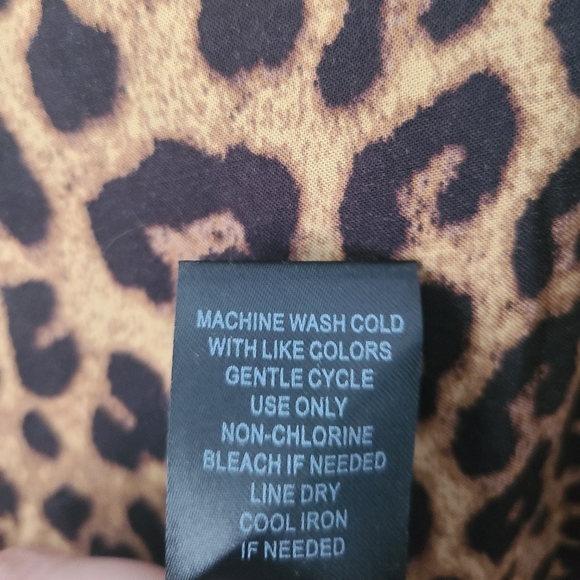 MACHINE WASH COLD
WITH LIKE COLORS
GENTLE CYCLE
USE ONLY
NON-CHLORINE
BLEACH IF NEEDED
LINE DRY
COOL IRON
IF NEEDED